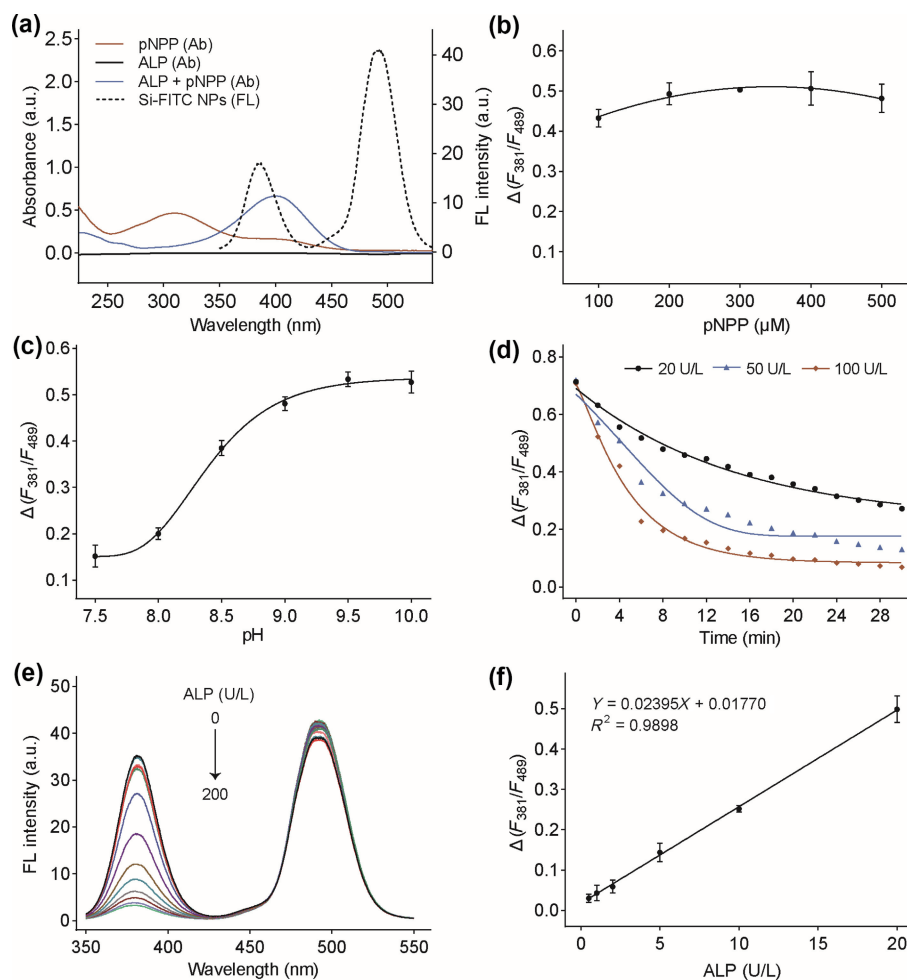 (a)
pNPP (Ab)
ALP (Ab)
ALP + pNPP (Ab)
Si-FITC NPs (FL)
Absorbance (a.u.)
2.5
2.0
1.5
1.0
0.5
0.0
FL intensity (a.u.)
40
30
20
10
0
250 300 350 400 450 500
Wavelength (nm)
(b)
Δ (F381/F489)
0.6
0.5
0.4
0.3
0.2
0.1
100 200 300 400 500
pNPP (µM)
(c)
Δ (F381/F489)
0.6
0.5
0.4
0.3
0.2
0.1
7.5 8.0 8.5 9.0 9.5 10.0
pH
(d)
20 U/L 50 U/L 100 U/L
Δ (F381/F489)
0.8
0.6
0.4
0.2
0.0
0 4 8 12 16 20 24 28
Time (min)
(e)
ALP (U/L)
0
200
FL intensity (a.u.)
50
40
30
20
10
0
350 400 450 500 550
Wavelength (nm)
(f)
Y = 0.02395X + 0.01770
R² = 0.9898
Δ (F381/F489)
0.5
0.4
0.3
0.2
0.1
0.0
0 5 10 15 20
ALP (U/L)